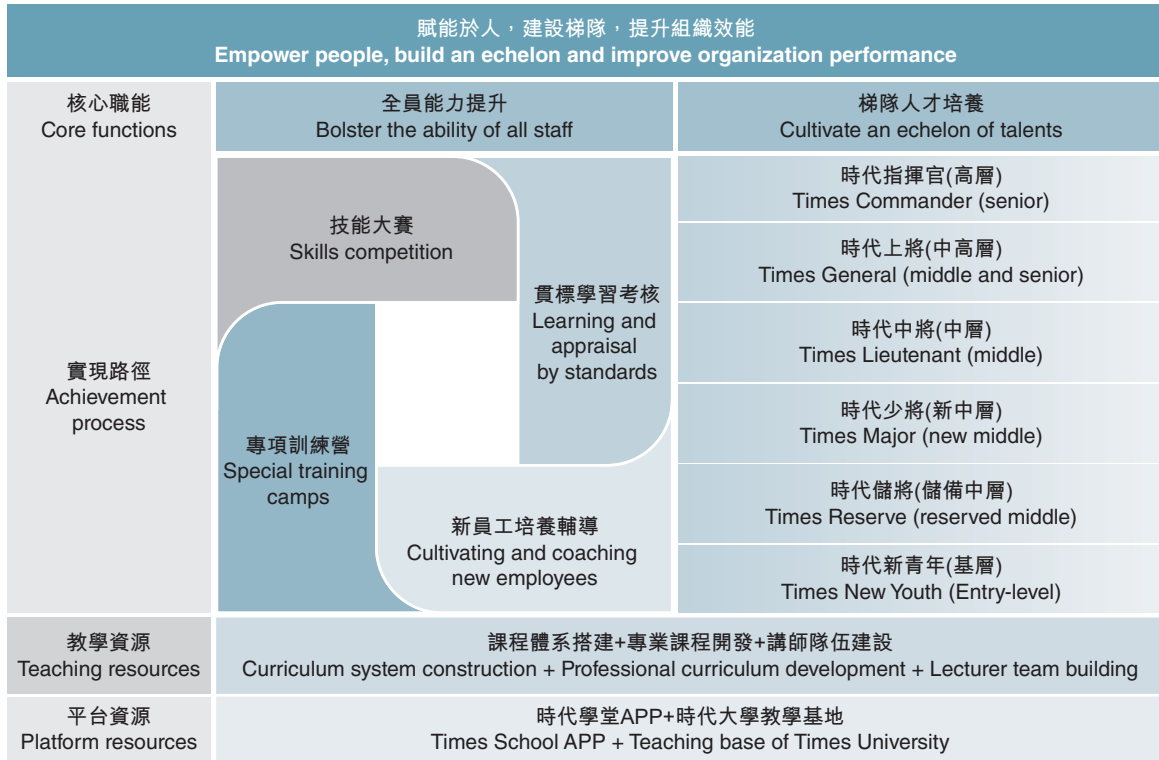 賦能於人，建設梯隊，提升組織效能
Empower people, build an echelon and improve organization performance
核心職能
Core functions
全員能力提升
Bolster the ability of all staff
梯隊人才培養
Cultivate an echelon of talents
實現路徑
Achievement
process
技能大賽
Skills competition
貫標學習考核
Learning and
appraisal
by standards
專項訓練營
Special training
camps
新員工培養輔導
Cultivating and coaching
new employees
時代指揮官(高層)
Times Commander (senior)
時代上將(中高層)
Times General (middle and senior)
時代中將(中層)
Times Lieutenant (middle)
時代少將(新中層)
Times Major (new middle)
時代儲將(儲備中層)
Times Reserve (reserved middle)
時代新青年(基層)
Times New Youth (Entry-level)
教學資源
Teaching resources
課程體系搭建+專業課程開發+講師隊伍建設
Curriculum system construction + Professional curriculum development + Lecturer team building
平台資源
Platform resources
時代學堂APP+時代大學教學基地
Times School APP + Teaching base of Times University